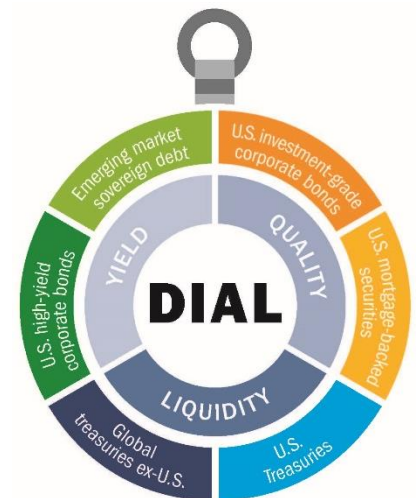 Emerging market
sovereign debt
U.S. investment-grade
corporate bonds
U.S. high-yield
corporate bonds
YIELD
QUALITY
U.S. mortgage-backed
securities
DIAL
LIQUIDITY
Global
treasuries ex-U.S.
U.S.
Treasuries